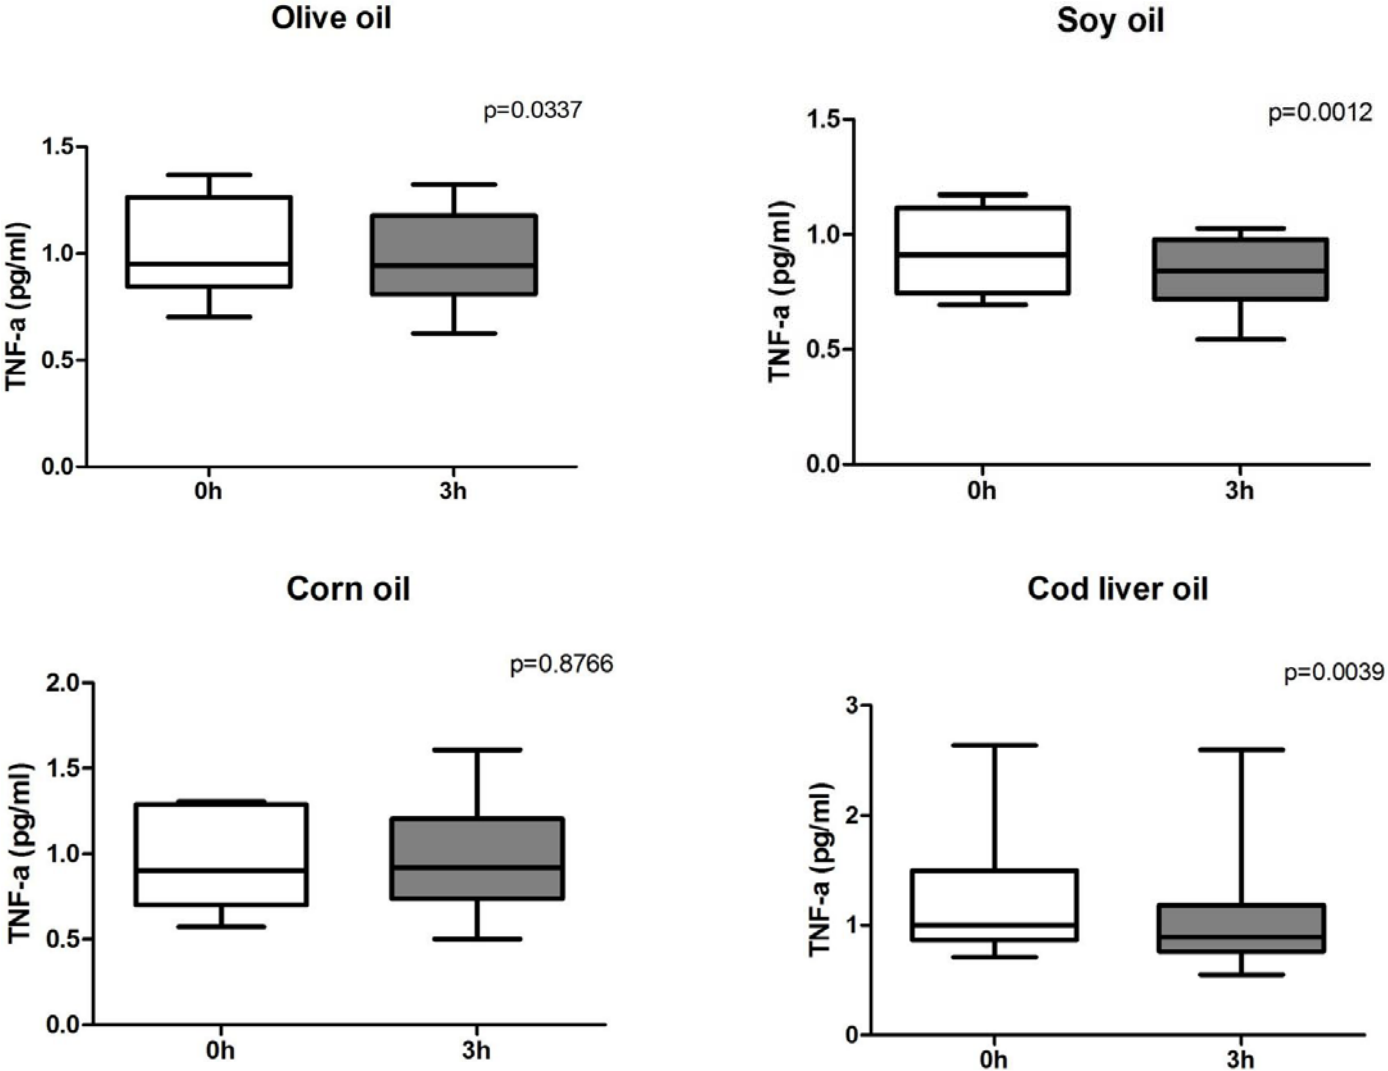 Olive oil
p=0.0337
TNF-a (pg/ml)
1.5
1.0
0.5
0.0
0h 3h
Soy oil
p=0.0012
TNF-a (pg/ml)
1.5
1.0
0.5
0.0
0h 3h
Corn oil
p=0.8766
TNF-a (pg/ml)
2.0
1.5
1.0
0.5
0.0
0h 3h
Cod liver oil
p=0.0039
TNF-a (pg/ml)
3
2
1
0
0h 3h